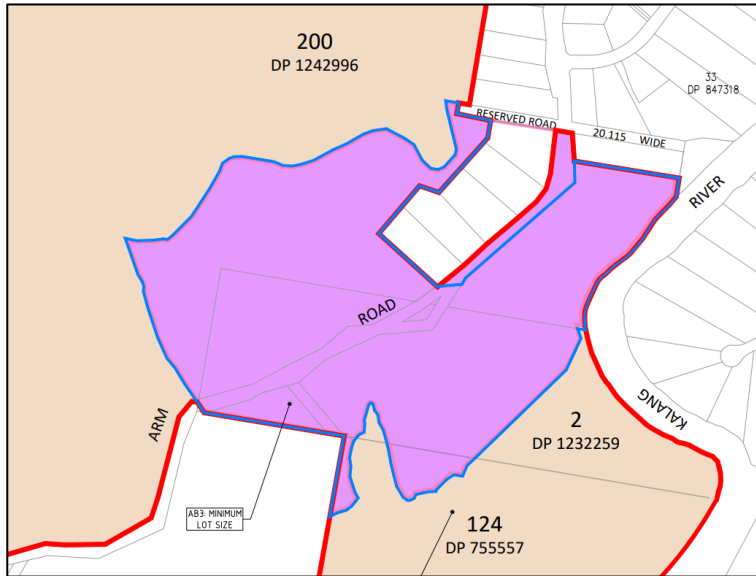 200
DP 1242996
33
DP 847318
RESERVED ROAD 20.115 WIDE
RIVER
ROAD
ARM
KALANG
2
DP 1232259
AB3: MINIMUM
LOT SIZE
124
DP 755557